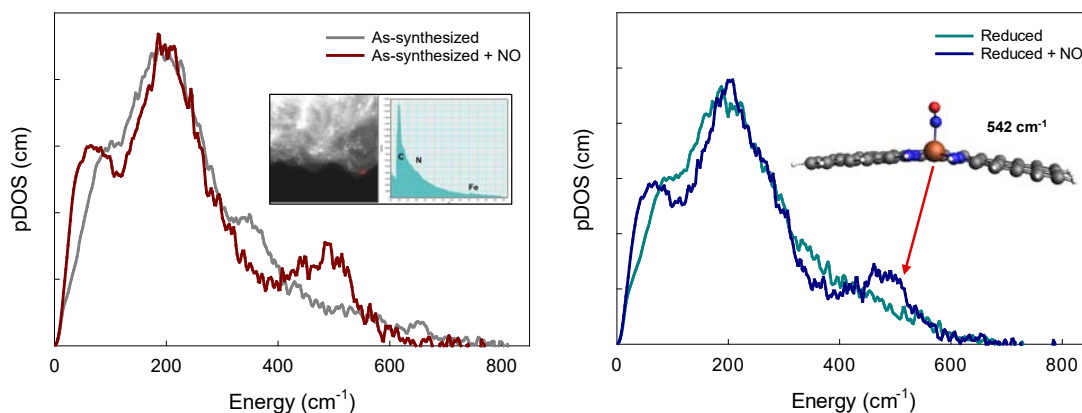 As-synthesized
As-synthesized + NO
C
N
Fe
pDOS (cm)
0 200 400 600 800
Energy (cm⁻¹)
Reduced
Reduced + NO
542 cm⁻¹
pDOS (cm)
0 200 400 600 800
Energy (cm⁻¹)